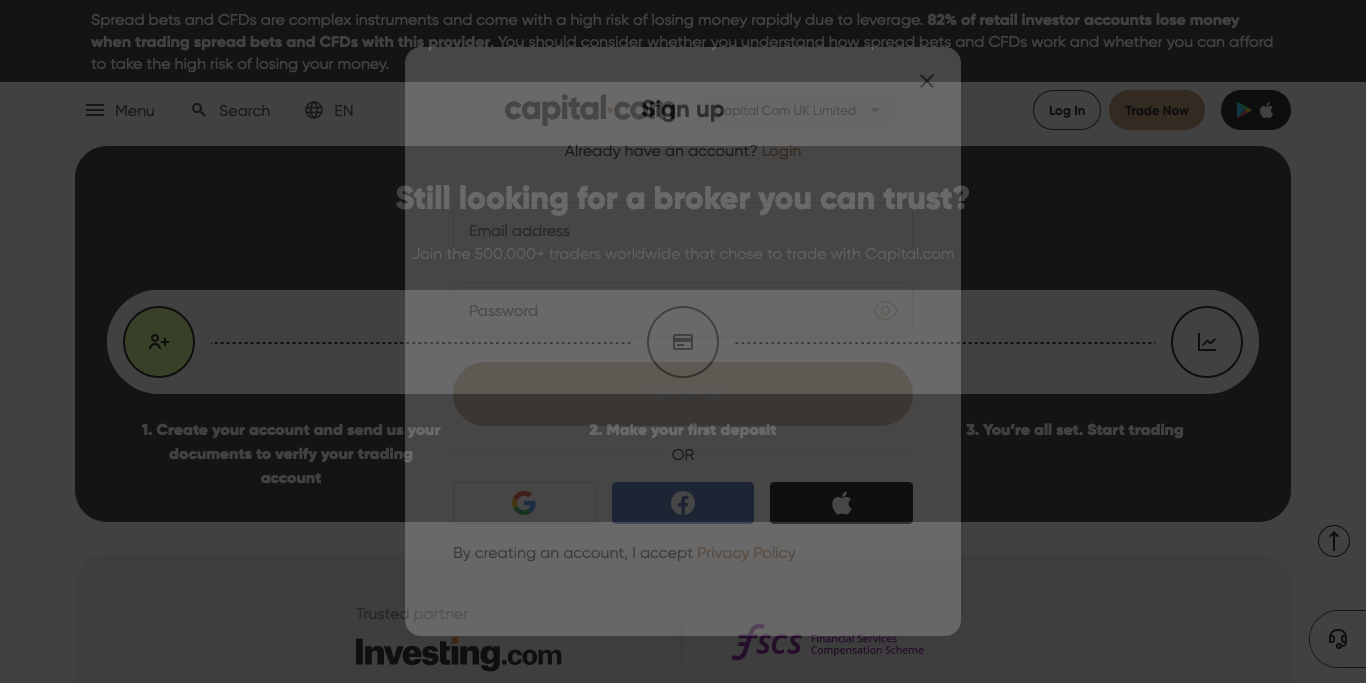 Spread bets and CFDs are complex instruments and come with a high risk of losing money rapidly due to leverage. 82% of retail investor accounts lose money
when trading spread bets and CFDs with this provider. You should consider whether you understand how spread bets and CFDs work and whether you can afford
to take the high risk of losing your money.
Menu
Search
EN
capital.com
Capital Com UK Limited
Log In
Trade Now
Sign up
Already have an account? Login
Still looking for a broker you can trust?
Email address
Join the 500.000+ traders worldwide that chose to trade with Capital.com
Password
1. Create your account and send us your
documents to verify your trading
account
2. Make your first deposit
3. You're all set. Start trading
OR
By creating an account, I accept Privacy Policy
Trusted partner
Investing.com
fscs
Financial Services
Compensation Scheme